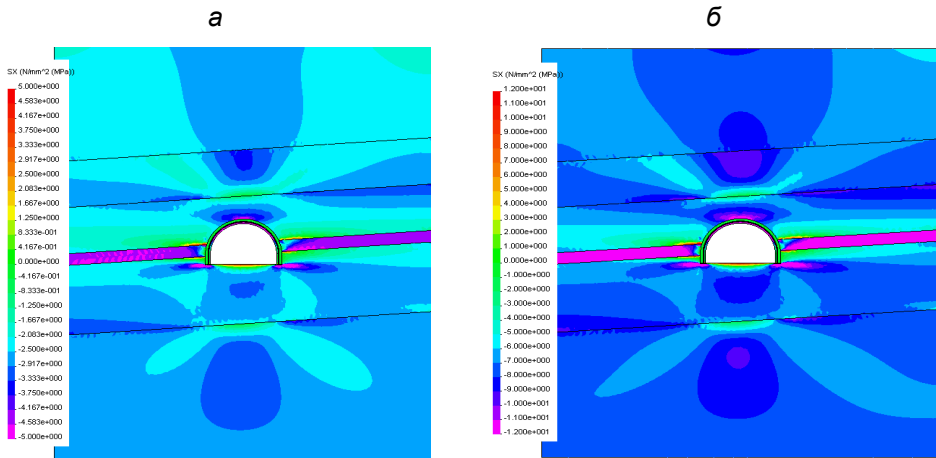 а
б
SX (N/mm^2 (MPa))
5.000e+000
4.583e+000
4.167e+000
3.750e+000
3.333e+000
2.917e+000
2.500e+000
2.083e+000
1.667e+000
1.250e+000
8.333e-001
4.167e-001
0.000e+000
-4.167e-001
-8.333e-001
-1.250e+000
-1.667e+000
-2.083e+000
-2.500e+000
-2.917e+000
-3.333e+000
-3.750e+000
-4.167e+000
-4.583e+000
-5.000e+000
SX (N/mm^2 (MPa))
1.200e+001
1.100e+001
1.000e+001
9.000e+000
8.000e+000
7.000e+000
6.000e+000
5.000e+000
4.000e+000
3.000e+000
2.000e+000
1.000e+000
0.000e+000
-1.000e+000
-2.000e+000
-3.000e+000
-4.000e+000
-5.000e+000
-6.000e+000
-7.000e+000
-8.000e+000
-9.000e+000
-1.000e+001
-1.100e+001
-1.200e+001